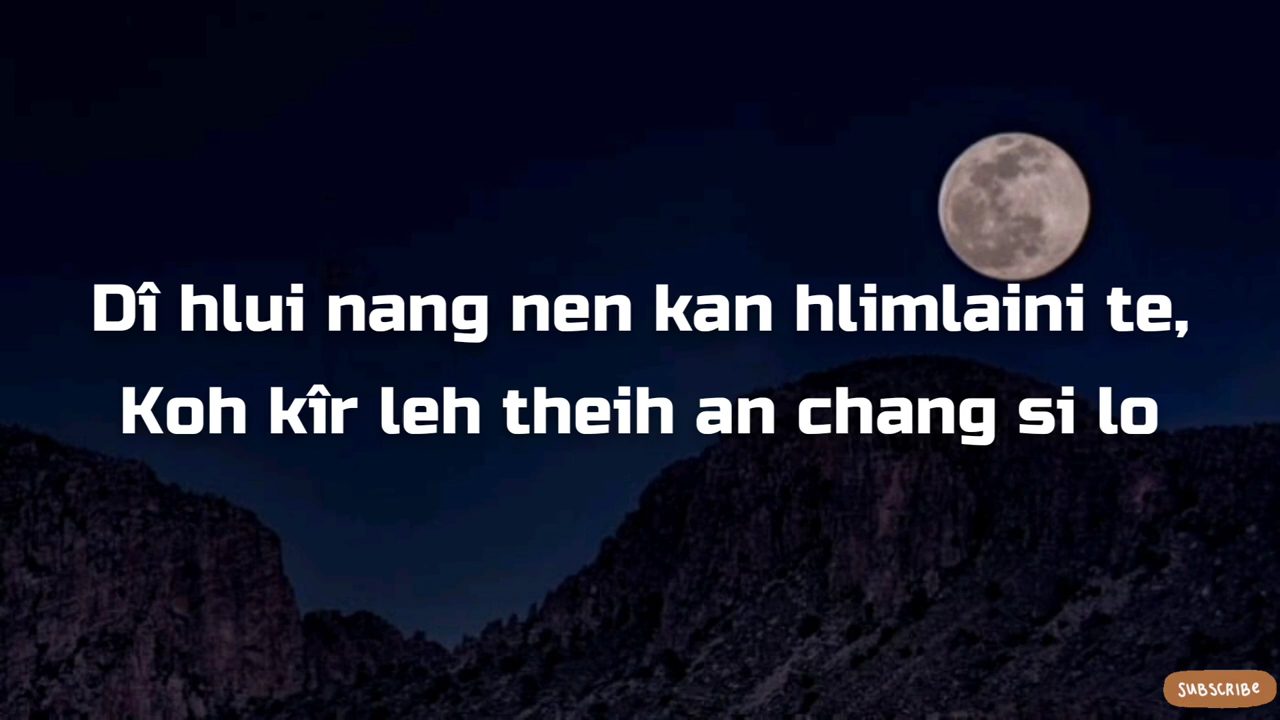 Dî hlui nang nen kan hlimlaini te,
Koh kîr leh theih an chang si lo
SUBSCRIBE